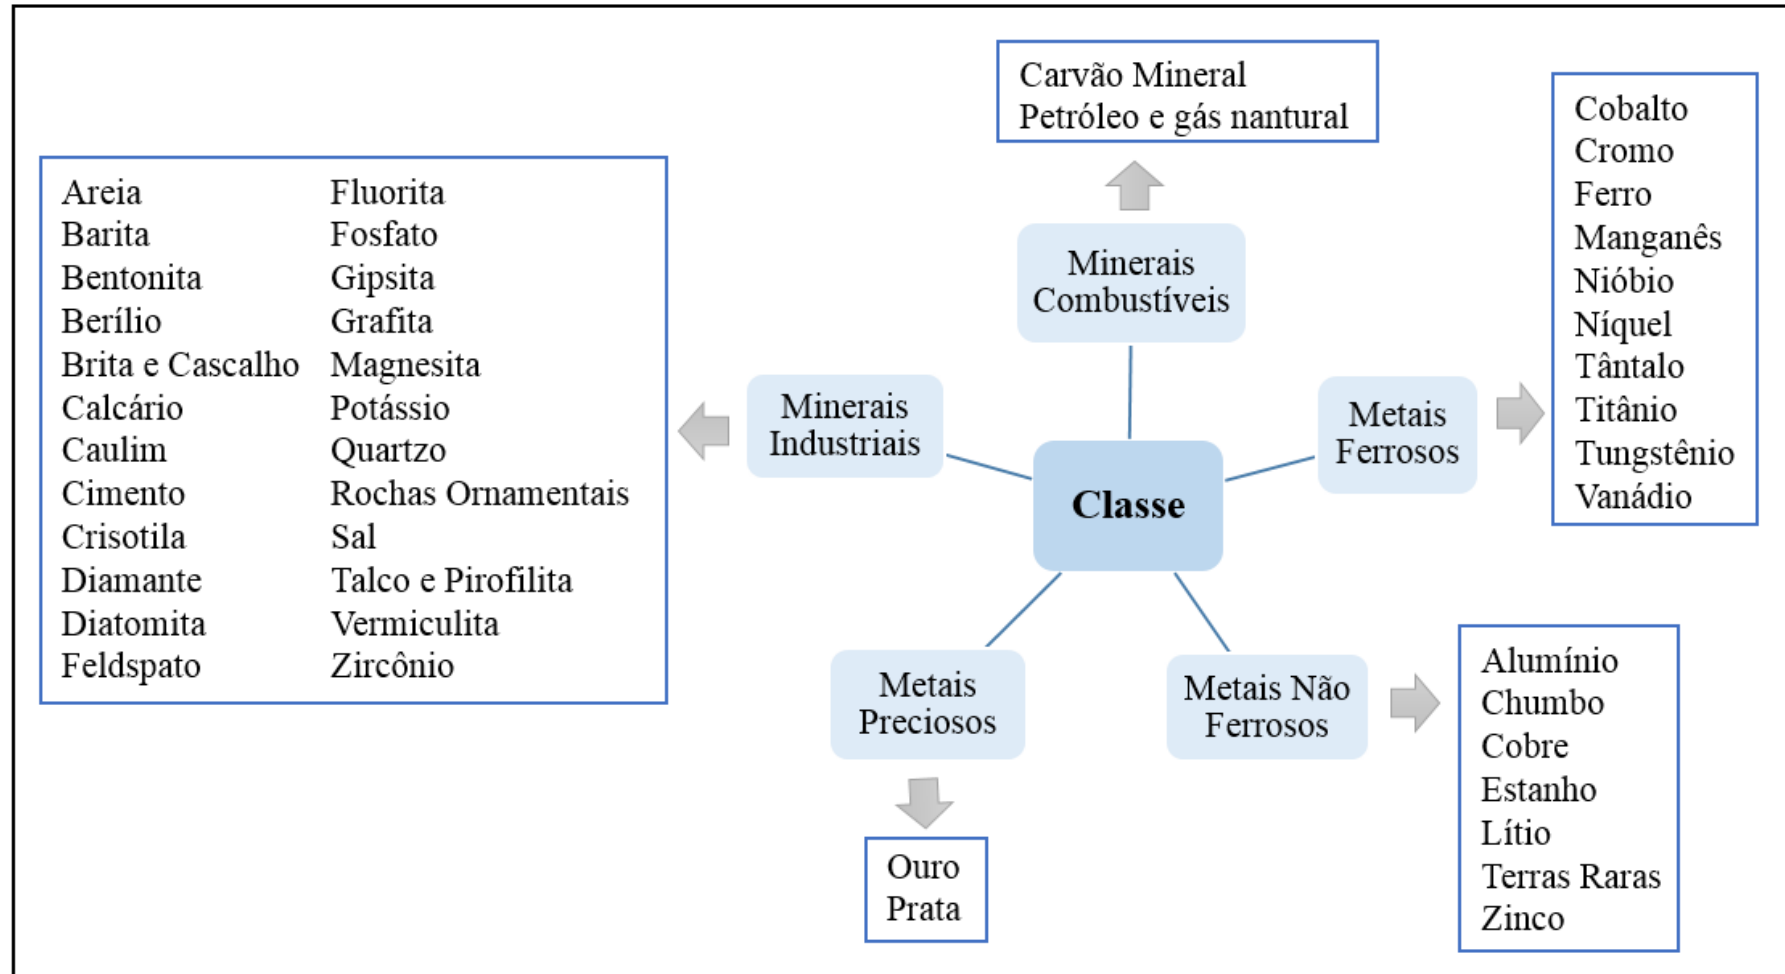 Carvão Mineral
Petróleo e gás nantural
Cobalto
Cromo
Ferro
Manganês
Nióbio
Níquel
Tântalo
Titânio
Tungstênio
Vanádio
Areia
Barita
Bentonita
Berílio
Brita e Cascalho
Calcário
Caulim
Cimento
Crisotila
Diamante
Diatomita
Feldspato
Fluorita
Fosfato
Gipsita
Grafita
Magnesita
Potássio
Quartzo
Rochas Ornamentais
Sal
Talco e Pirofilita
Vermiculita
Zircônio
Minerais
Combustíveis
Minerais
Industriais
Metais
Ferrosos
Classe
Metais
Preciosos
Metais Não
Ferrosos
Alumínio
Chumbo
Cobre
Estanho
Lítio
Terras Raras
Zinco
Ouro
Prata